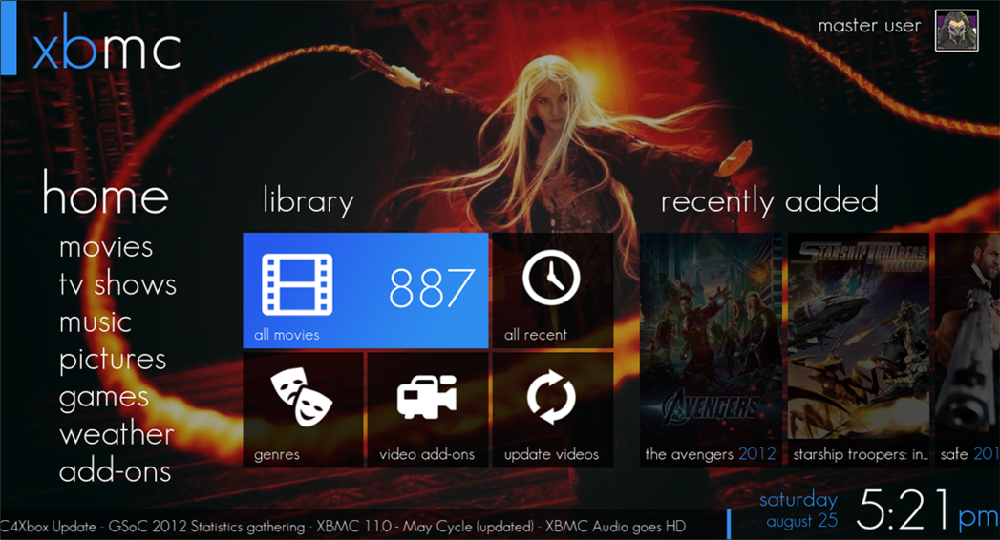 xbmc
master user
home
movies
tv shows
music
pictures
games
weather
add-ons
library
887
all movies
all recent
genres
video add-ons
update videos
recently added
AVENGERS
the avengers 2012
STARSHIP TROOPERS
INVASION
starship troopers: in...
safe 201
C4Xbox Update - GSoC 2012 Statistics gathering - XBMC 11.0 - May Cycle (updated) - XBMC Audio goes HD
saturday
august 25
5:21 pm